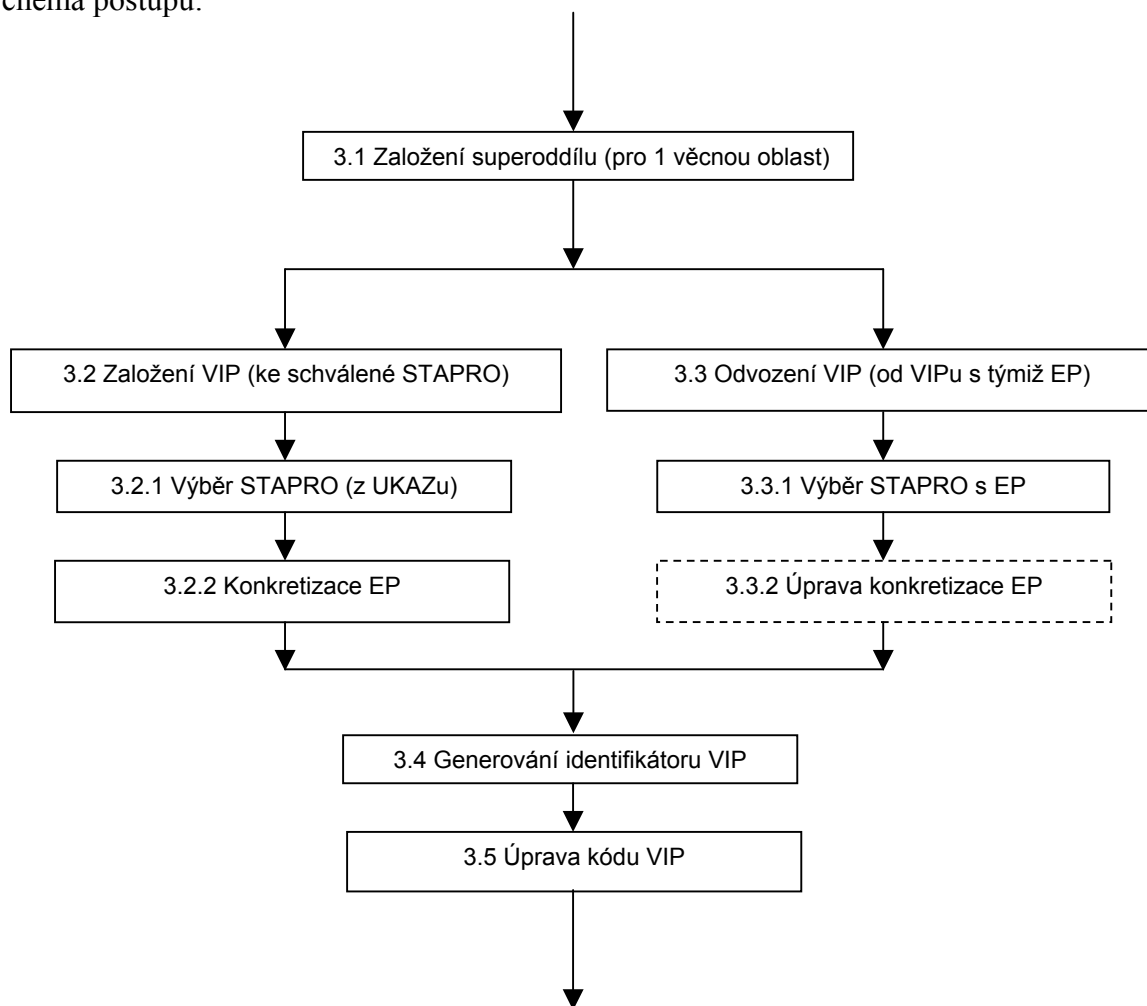 chéma postupu:
3.1 Založení superoddílu (pro 1 věcnou oblast)
3.2 Založení VIP (ke schválené STAPRO)
3.3 Odvození VIP (od VIPu s týmiž EP)
3.2.1 Výběr STAPRO (z UKAZu)
3.3.1 Výběr STAPRO s EP
3.2.2 Konkretizace EP
3.3.2 Úprava konkretizace EP
3.4 Generování identifikátoru VIP
3.5 Úprava kódu VIP